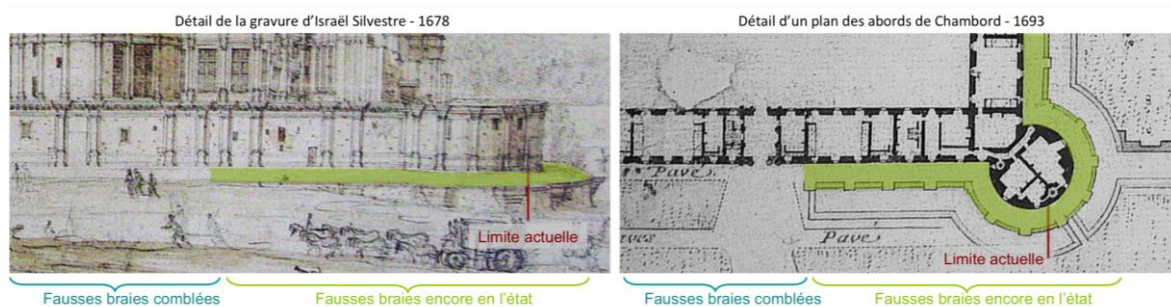 Détail de la gravure d'Israël Silvestre - 1678
Détail d'un plan des abords de Chambord - 1693
Limite actuelle
Pavé
aves
Pavé
Limite actuelle
Fausses braies comblées
Fausses braies encore en l'état
Fausses braies comblées
Fausses braies encore en l'état